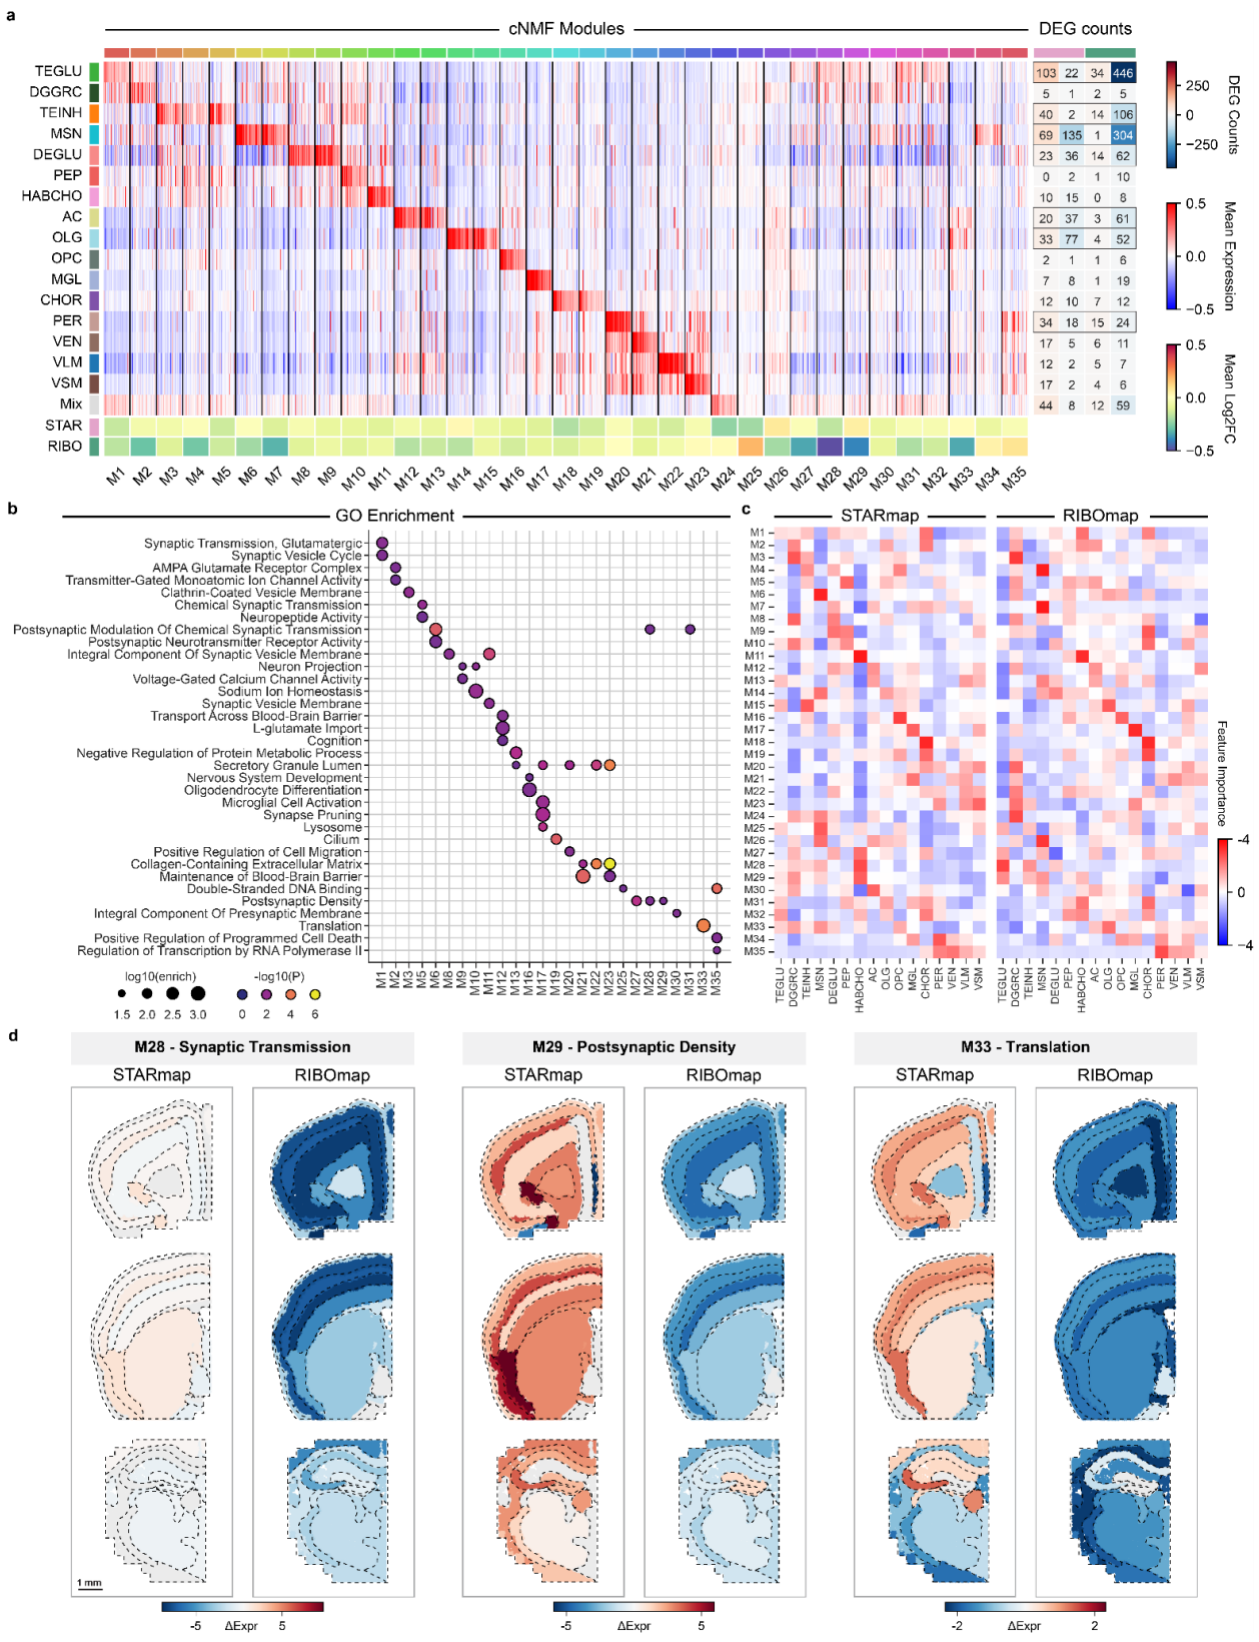 a
cNMF Modules
DEG counts
TEGLU
DGGRC
TEINH
MSN
DEGLU
PEP
HABCHO
AC
OLG
OPC
MGL
CHOR
PER
VEN
VLM
VSM
Mix
STAR
RIBO
103 22 34 446
5 1 2 5
40 2 14 106
69 135 1 304
23 36 14 62
0 2 1 10
10 15 0 8
20 37 3 61
33 77 4 52
2 1 1 6
7 8 1 19
12 10 7 12
34 18 15 24
17 5 6 11
12 2 5 7
17 2 4 6
44 8 12 59
250
0
−250
DEG Counts
0.5
0.0
−0.5
Mean Expression
0.5
0.0
−0.5
Mean Log2FC
M1 M2 M3 M4 M5 M6 M7 M8 M9 M10 M11 M12 M13 M14 M15 M16 M17 M18 M19 M20 M21 M22 M23 M24 M25 M26 M27 M28 M29 M30 M31 M32 M33 M34 M35
b
GO Enrichment
Synaptic Transmission, Glutamatergic
Synaptic Vesicle Cycle
AMPA Glutamate Receptor Complex
Transmitter-Gated Monoatomic Ion Channel Activity
Clathrin-Coated Vesicle Membrane
Chemical Synaptic Transmission
Neuropeptide Activity
Postsynaptic Modulation Of Chemical Synaptic Transmission
Postsynaptic Neurotransmitter Receptor Activity
Integral Component Of Synaptic Vesicle Membrane
Neuron Projection
Voltage-Gated Calcium Channel Activity
Sodium Ion Homeostasis
Synaptic Vesicle Membrane
Transport Across Blood-Brain Barrier
L-glutamate Import
Cognition
Negative Regulation of Protein Metabolic Process
Secretory Granule Lumen
Nervous System Development
Oligodendrocyte Differentiation
Microglial Cell Activation
Synapse Pruning
Lysosome
Cilium
Positive Regulation of Cell Migration
Collagen-Containing Extracellular Matrix
Maintenance of Blood-Brain Barrier
Double-Stranded DNA Binding
Postsynaptic Density
Integral Component Of Presynaptic Membrane
Translation
Positive Regulation of Programmed Cell Death
Regulation of Transcription by RNA Polymerase II
M1 M2 M3 M5 M6 M8 M9 M10 M11 M12 M13 M16 M17 M19 M20 M21 M22 M23 M25 M27 M28 M29 M30 M31 M33 M35
log10(enrich)
1.5 2.0 2.5 3.0
-log10(P)
0 2 4 6
c
STARmap
RIBOmap
M1
M2
M3
M4
M5
M6
M7
M8
M9
M10
M11
M12
M13
M14
M15
M16
M17
M18
M19
M20
M21
M22
M23
M24
M25
M26
M27
M28
M29
M30
M31
M32
M33
M34
M35
TEGLU DGGRC TEINH MSN DEGLU PEP HABCHO AC OLG OPC MGL CHOR PER VEN VLM VSM
TEGLU DGGRC TEINH MSN DEGLU PEP HABCHO AC OLG OPC MGL CHOR PER VEN VLM VSM
Feature Importance
-4
0
-4
d
M28 - Synaptic Transmission
STARmap
RIBOmap
M29 - Postsynaptic Density
STARmap
RIBOmap
M33 - Translation
STARmap
RIBOmap
1 mm
-5 ΔExpr 5
-5 ΔExpr 5
-2 ΔExpr 2